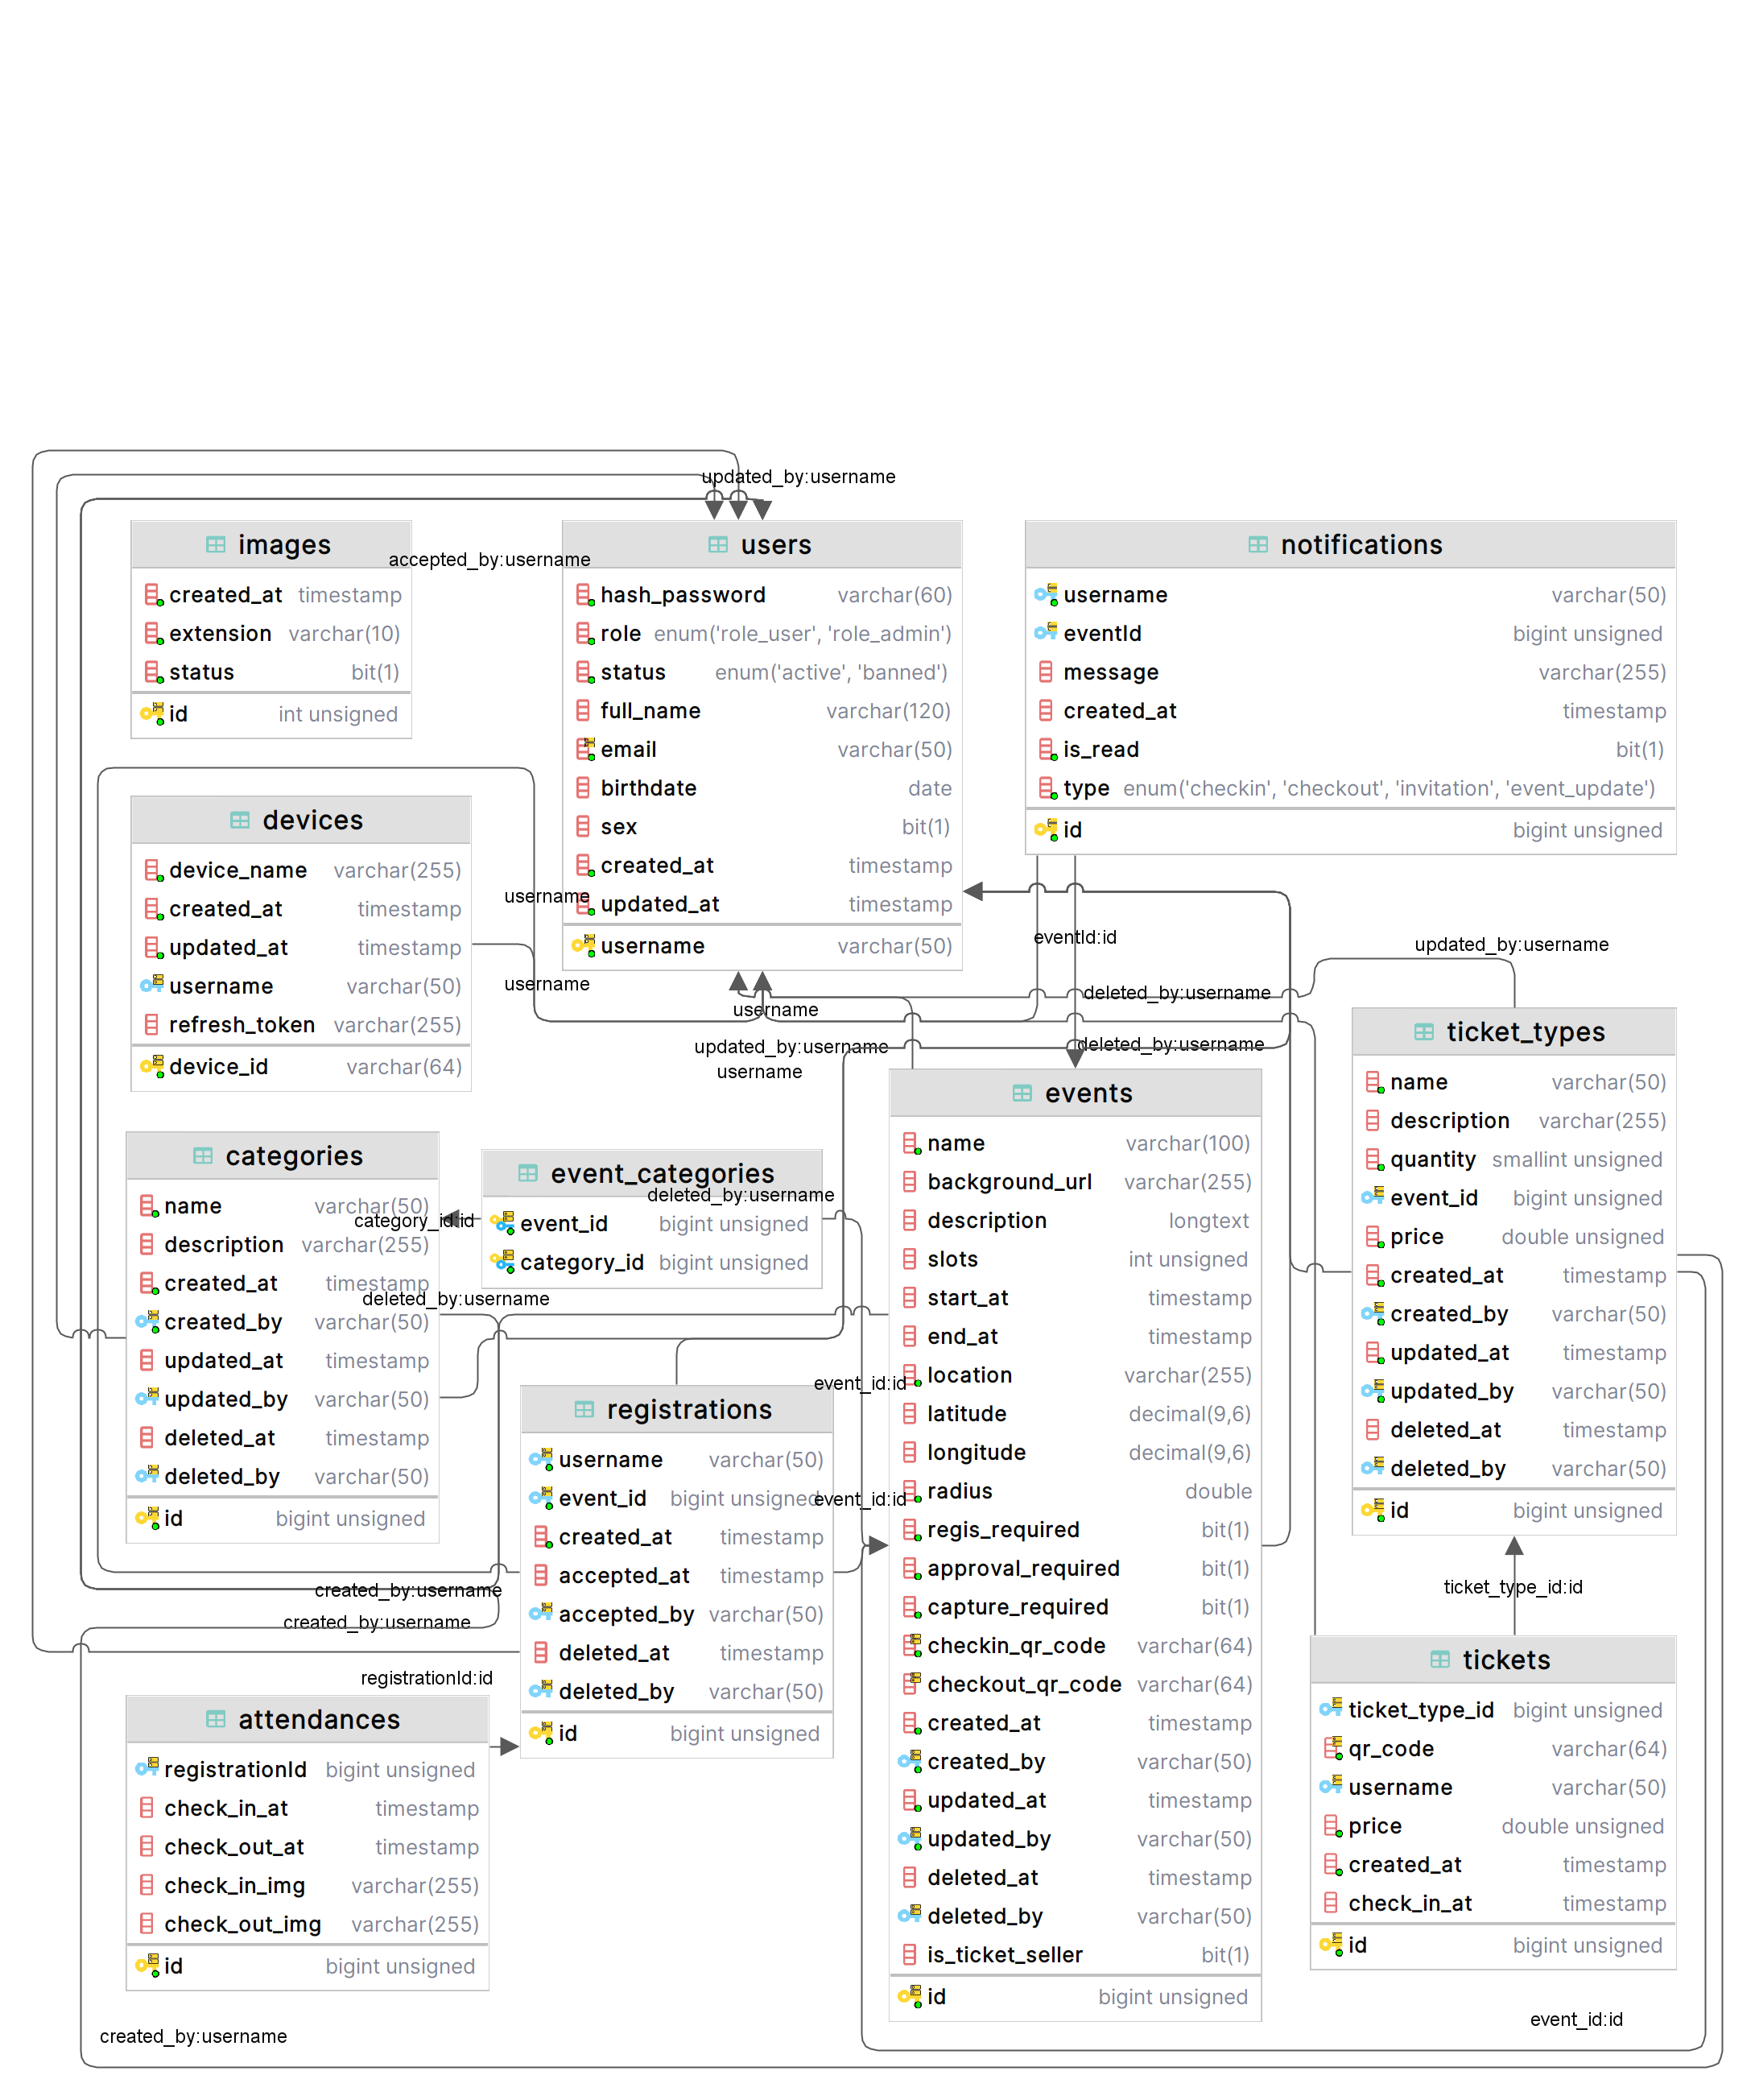 updated_by:username
images
created_at timestamp
extension varchar(10)
status bit(1)
id int unsigned
accepted_by:username
users
hash_password varchar(60)
role enum('role_user', 'role_admin')
status enum('active', 'banned')
full_name varchar(120)
email varchar(50)
birthdate date
sex bit(1)
created_at timestamp
updated_at timestamp
username varchar(50)
notifications
username varchar(50)
eventId bigint unsigned
message varchar(255)
created_at timestamp
is_read bit(1)
type enum('checkin', 'checkout', 'invitation', 'event_update')
id bigint unsigned
devices
device_name varchar(255)
created_at timestamp
updated_at timestamp
username varchar(50)
refresh_token varchar(255)
device_id varchar(64)
username
username
eventId:id
updated_by:username
deleted_by:username
username
updated_by:username
deleted_by:username
username
ticket_types
name varchar(50)
description varchar(255)
quantity smallint unsigned
event_id bigint unsigned
price double unsigned
created_at timestamp
created_by varchar(50)
updated_at timestamp
updated_by varchar(50)
deleted_at timestamp
deleted_by varchar(50)
id bigint unsigned
categories
name varchar(50)
description varchar(255)
created_at timestamp
created_by varchar(50)
updated_at timestamp
updated_by varchar(50)
deleted_at timestamp
deleted_by varchar(50)
id bigint unsigned
event_categories
event_id bigint unsigned
category_id bigint unsigned
deleted_by:username
category_id:id
deleted_by:username
events
name varchar(100)
background_url varchar(255)
description longtext
slots int unsigned
start_at timestamp
end_at timestamp
location varchar(255)
latitude decimal(9,6)
longitude decimal(9,6)
radius double
regis_required bit(1)
approval_required bit(1)
capture_required bit(1)
checkin_qr_code varchar(64)
checkout_qr_code varchar(64)
created_at timestamp
created_by varchar(50)
updated_at timestamp
updated_by varchar(50)
deleted_at timestamp
deleted_by varchar(50)
is_ticket_seller bit(1)
id bigint unsigned
event_id:id
event_id:id
registrations
username varchar(50)
event_id bigint unsigned
created_at timestamp
accepted_at timestamp
accepted_by varchar(50)
deleted_at timestamp
deleted_by varchar(50)
id bigint unsigned
created_by:username
created_by:username
registrationId:id
attendances
registrationId bigint unsigned
check_in_at timestamp
check_out_at timestamp
check_in_img varchar(255)
check_out_img varchar(255)
id bigint unsigned
ticket_type_id:id
tickets
ticket_type_id bigint unsigned
qr_code varchar(64)
username varchar(50)
price double unsigned
created_at timestamp
check_in_at timestamp
id bigint unsigned
event_id:id
created_by:username